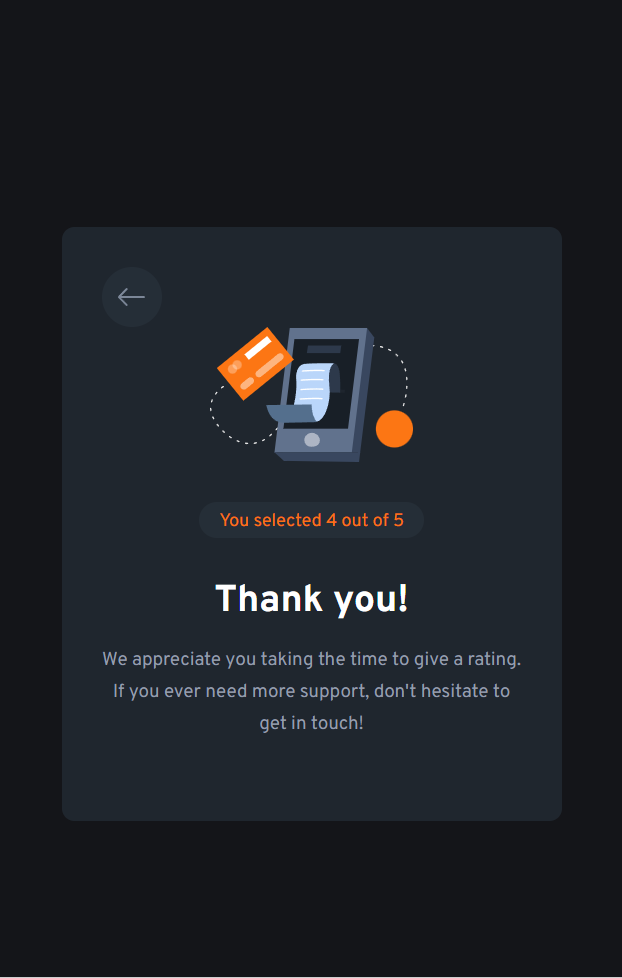 You selected 4 out of 5
Thank you!
We appreciate you taking the time to give a rating.
If you ever need more support, don't hesitate to
get in touch!